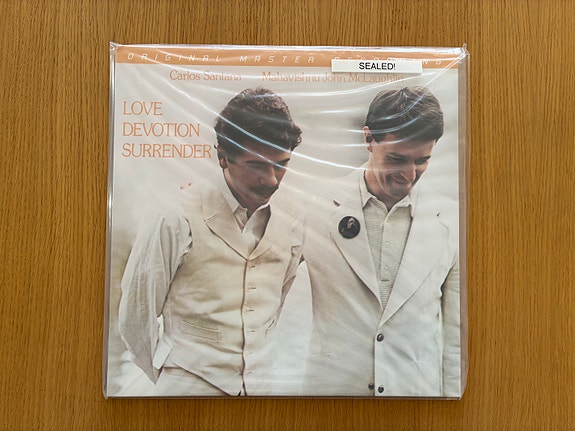 ORIGINAL MASTER RECORDING
SEALED!
Carlos Santana Mahavishnu John McLaughlin
LOVE
DEVOTION
SURRENDER